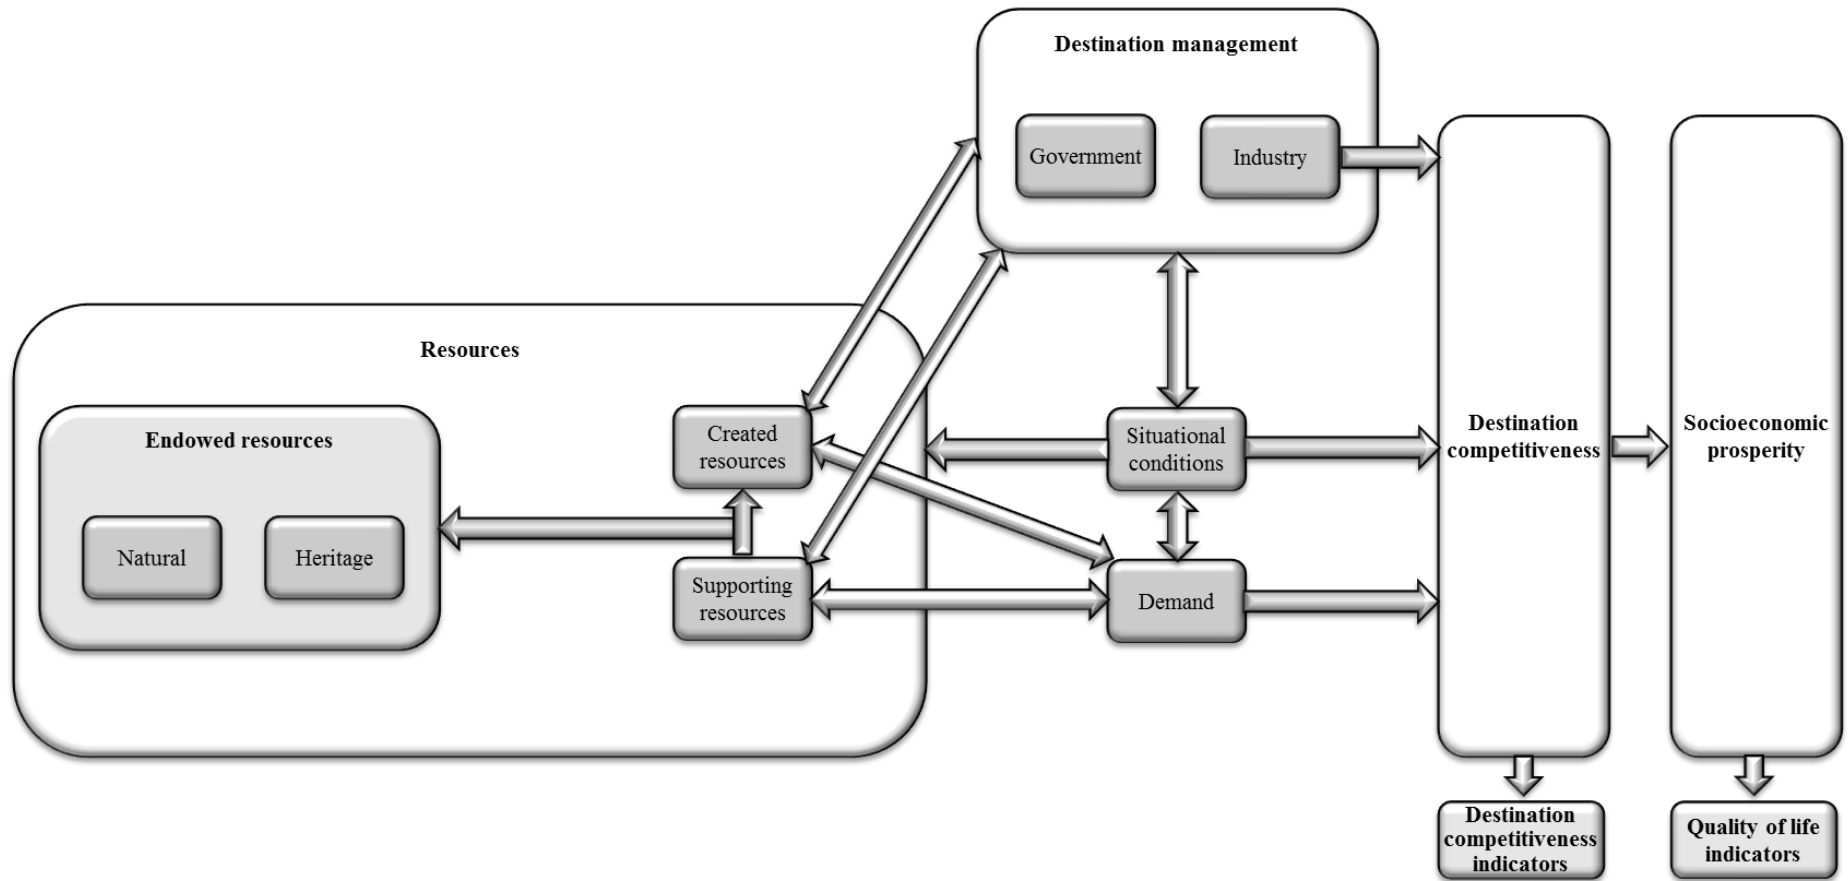 Destination management
Government
Industry
Resources
Endowed resources
Natural
Heritage
Created
resources
Supporting
resources
Situational
conditions
Demand
Destination
competitiveness
Socioeconomic
prosperity
Destination
competitiveness
indicators
Quality of life
indicators